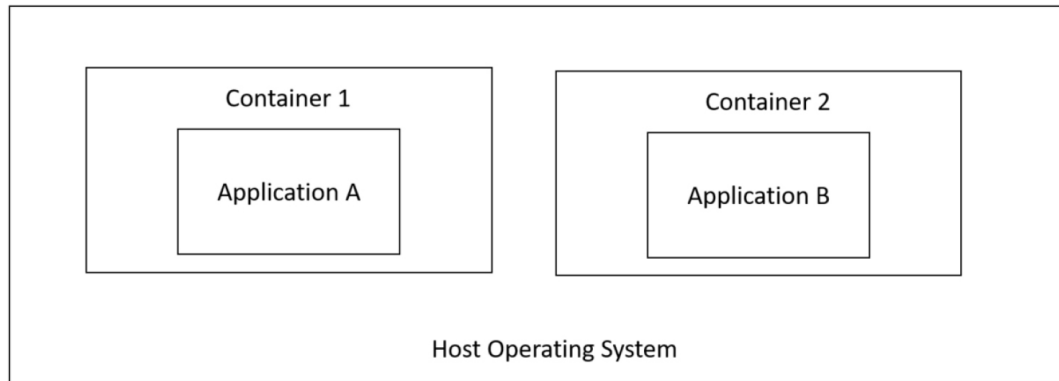 Container 1
Container 2
Application A
Application B
Host Operating System